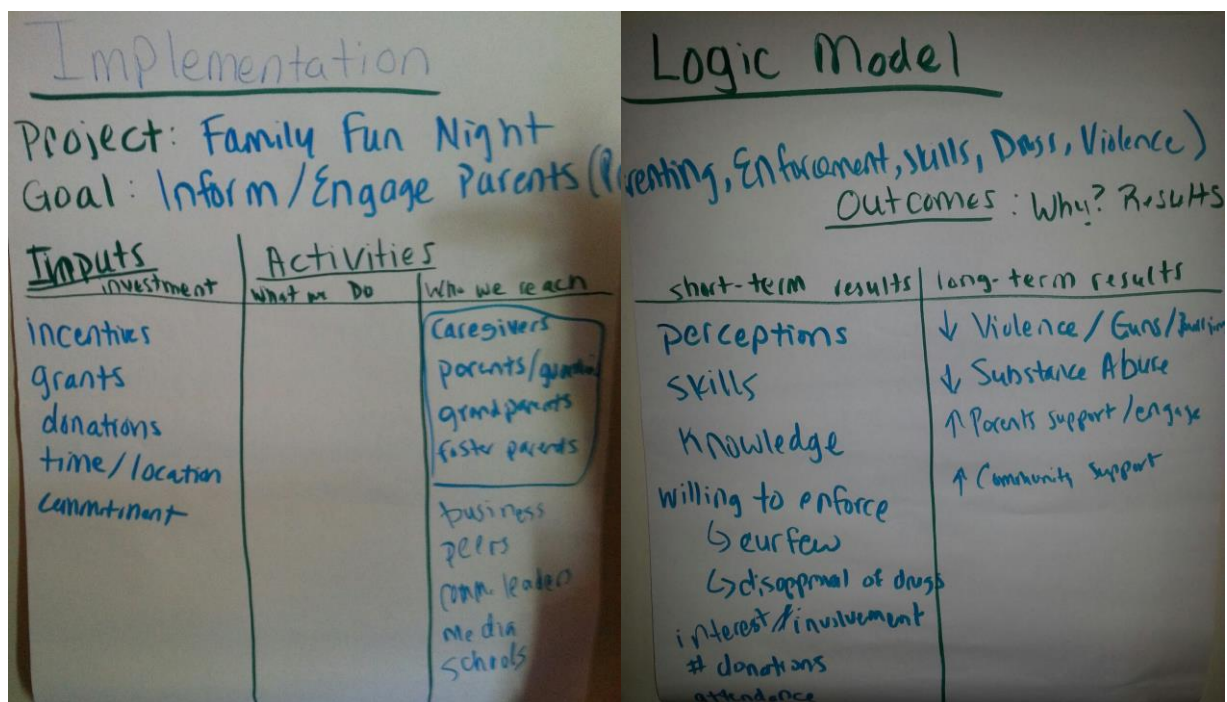 Implementation
Project: Family Fun Night
Goal: Inform/Engage Parents (Parenting, Enforcement, skills, Drugs, Violence)
Inputs
investment
incentives
grants
donations
time/location
commitment
Activities
What we Do
Who we reach
caregivers
parents/guardians
grandparents
foster parents
business
peers
comm. leaders
media
schools
Logic Model
Outcomes: Why? Results
short-term results
perceptions
skills
knowledge
willing to enforce
↳ curfew
↳ disapproval of drugs
interest/involvement
# donations
attendance
long-term results
↓ Violence / Guns/
↓ Substance Abuse
↑ Parents support/engage
↑ Community support